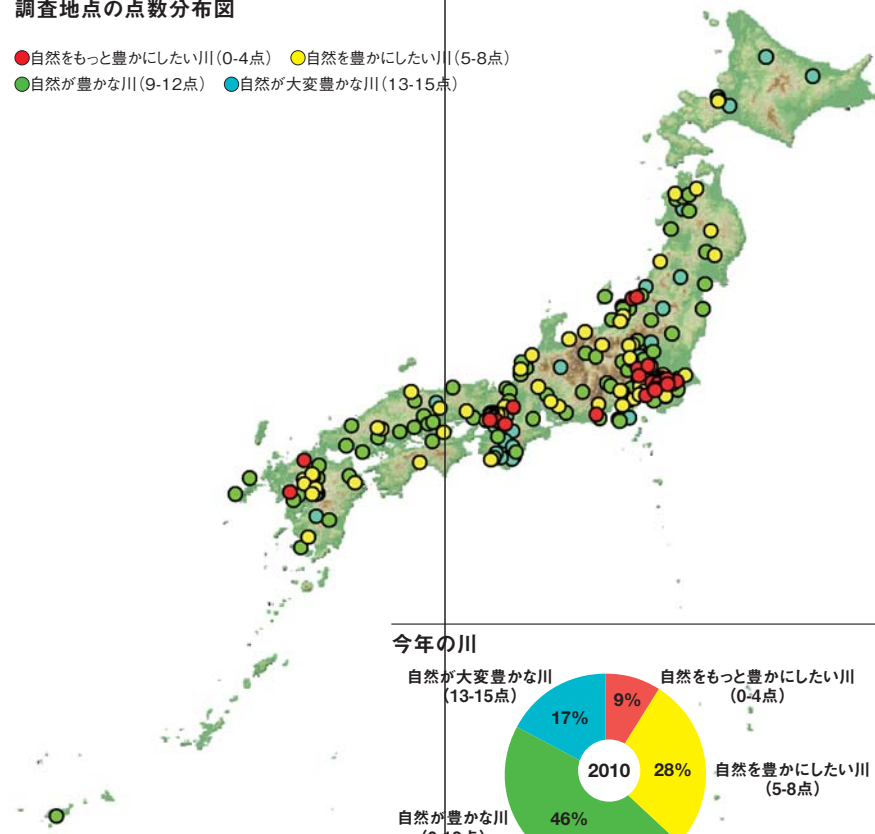 調査地点の点数分布図
●自然をもっと豊かにしたい川(0-4点) ●自然を豊かにしたい川(5-8点)
●自然が豊かな川(9-12点) ●自然が大変豊かな川(13-15点)
今年の川
自然が大変豊かな川
(13-15点)
自然をもっと豊かにしたい川
(0-4点)
9%
17%
2010
28%
自然を豊かにしたい川
(5-8点)
自然が豊かな川
46%